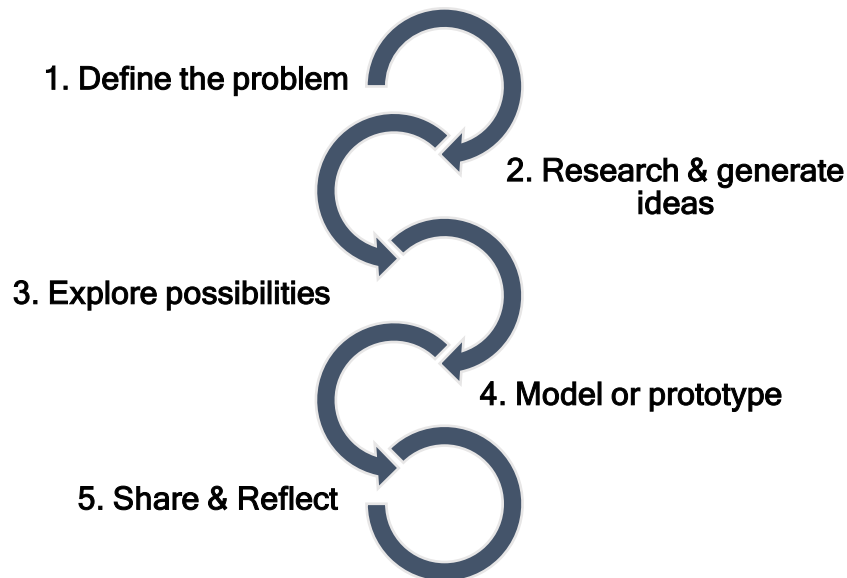 1. Define the problem
2. Research & generate
ideas
3. Explore possibilities
4. Model or prototype
5. Share & Reflect